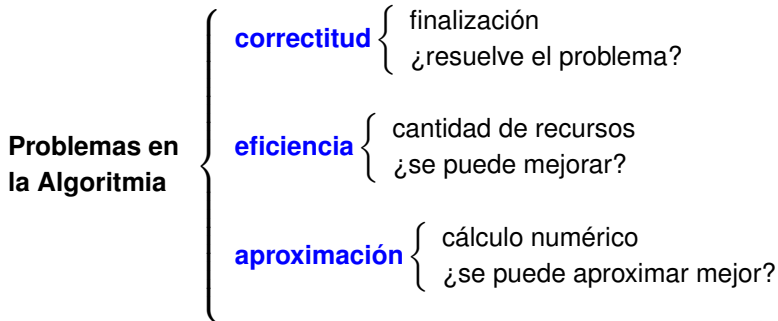 Problemas en
la Algoritmia
correctitud
finalización
¿resuelve el problema?
eficiencia
cantidad de recursos
¿se puede mejorar?
aproximación
cálculo numérico
¿se puede aproximar mejor?